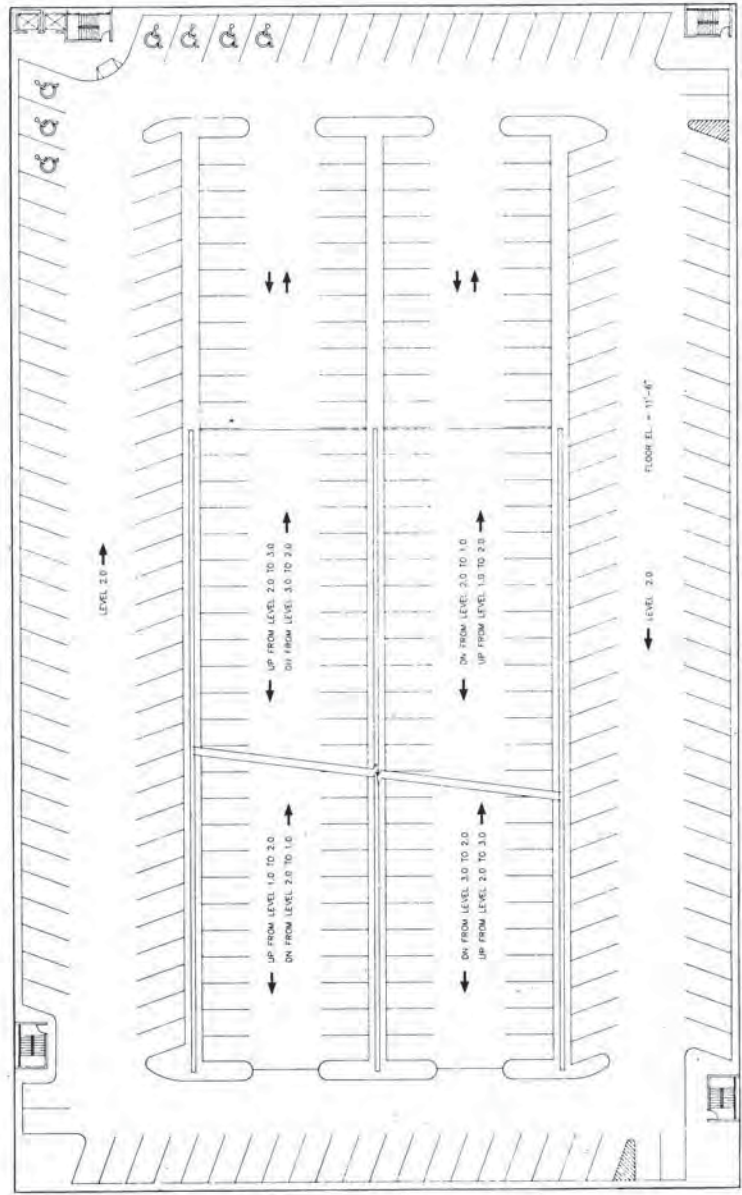 LEVEL 2.0
UP FROM LEVEL 2.0 TO 3.0
DN FROM LEVEL 3.0 TO 2.0
DN FROM LEVEL 2.0 TO 1.0
UP FROM LEVEL 1.0 TO 2.0
FLOOR EL. = 11'-6"
LEVEL 2.0
UP FROM LEVEL 1.0 TO 2.0
DN FROM LEVEL 2.0 TO 1.0
DN FROM LEVEL 3.0 TO 2.0
UP FROM LEVEL 2.0 TO 3.0